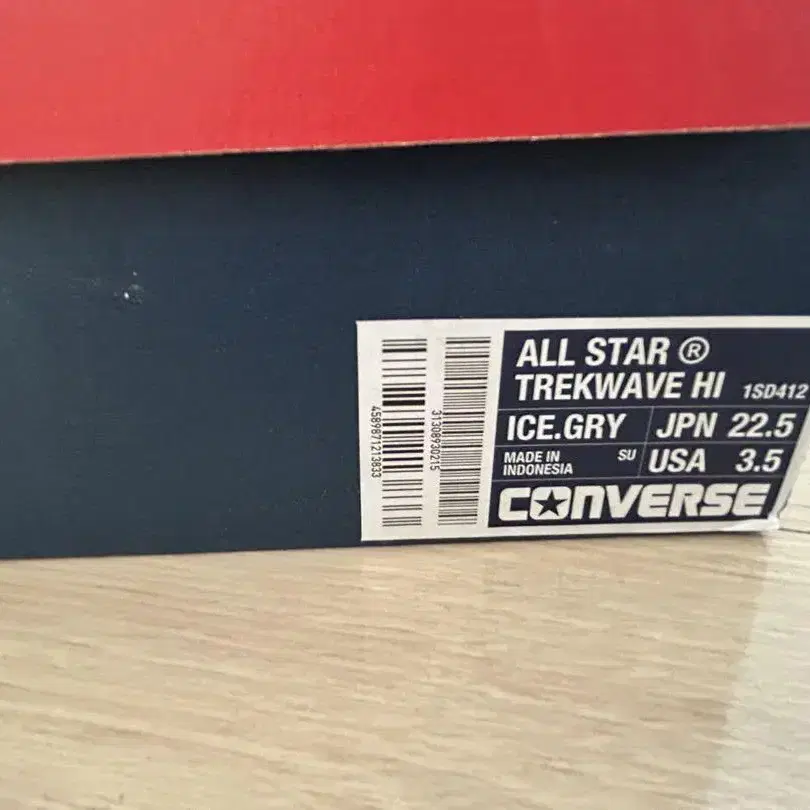 ALL STAR ®
TREKWAVE HI 1SD412
ICE.GRY JPN 22.5
MADE IN INDONESIA SU USA 3.5
CONVERSE
4589871213833
31308930215